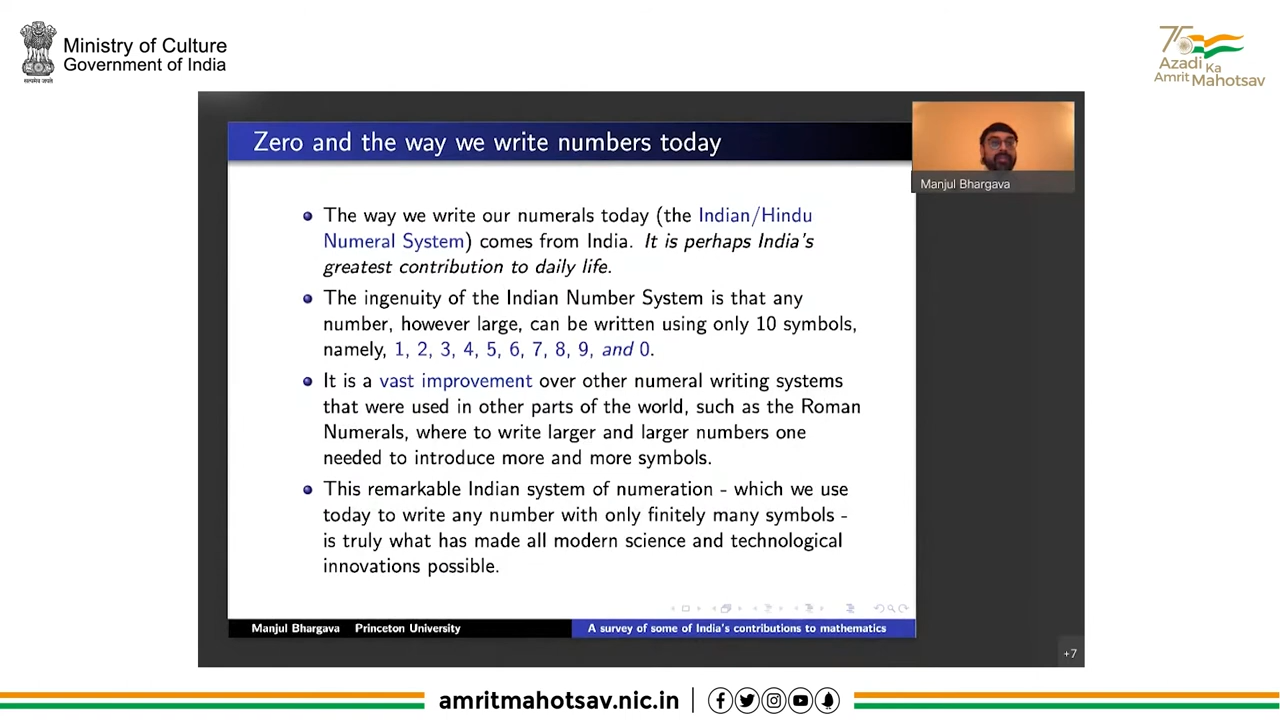 Ministry of Culture
Government of India
सत्यमेव जयते
75
Azadi Ka
Amrit Mahotsav
Zero and the way we write numbers today
Manjul Bhargava
The way we write our numerals today (the Indian/Hindu
Numeral System) comes from India. It is perhaps India's
greatest contribution to daily life.
The ingenuity of the Indian Number System is that any
number, however large, can be written using only 10 symbols,
namely, 1, 2, 3, 4, 5, 6, 7, 8, 9, and 0.
It is a vast improvement over other numeral writing systems
that were used in other parts of the world, such as the Roman
Numerals, where to write larger and larger numbers one
needed to introduce more and more symbols.
This remarkable Indian system of numeration - which we use
today to write any number with only finitely many symbols -
is truly what has made all modern science and technological
innovations possible.
Manjul Bhargava Princeton University
A survey of some of India's contributions to mathematics
+7
amritmahotsav.nic.in